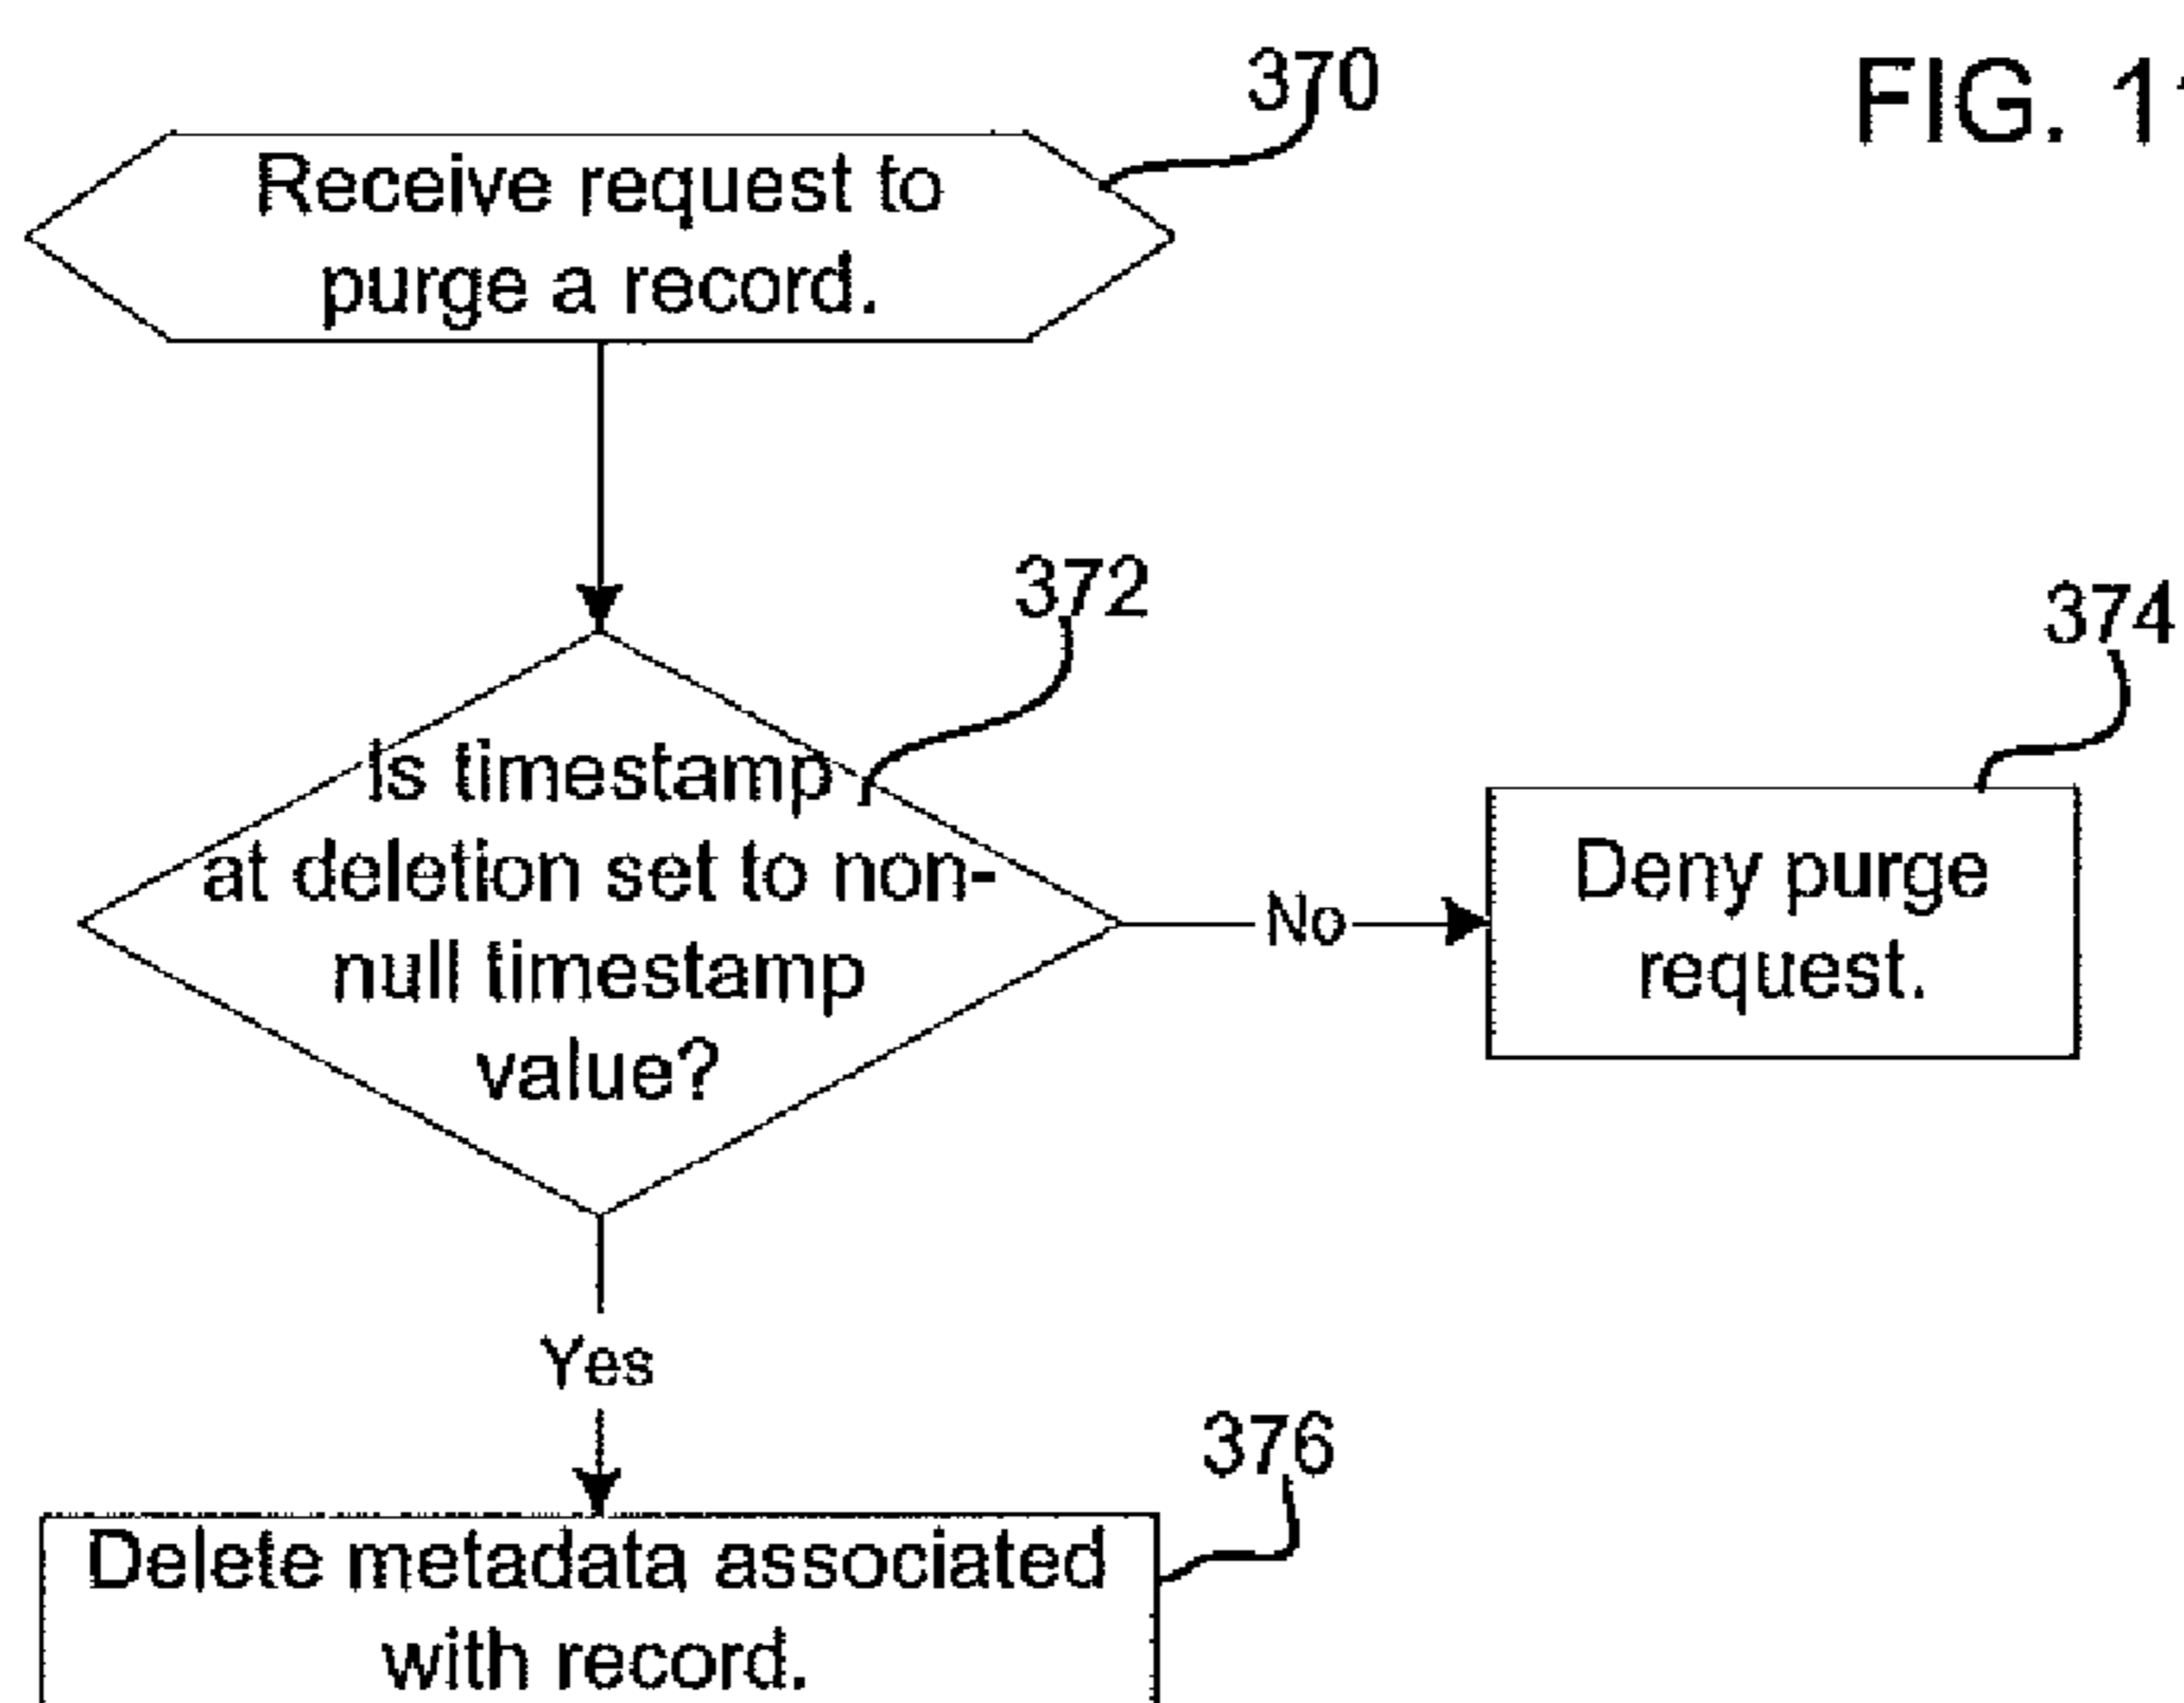 370
FIG. 11
Receive request to
purge a record.
372
374
Is timestamp
at deletion set to non-
null timestamp
value?
No
Deny purge
request.
Yes
376
Delete metadata associated
with record.